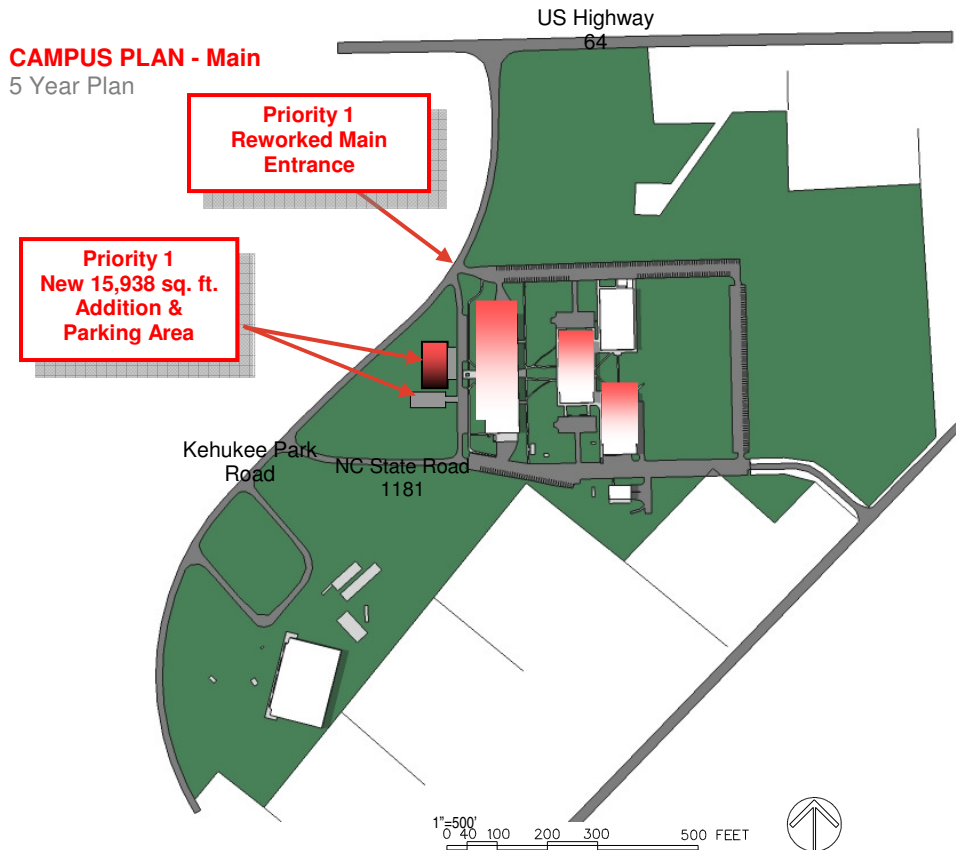 US Highway
64
CAMPUS PLAN - Main
5 Year Plan
Priority 1
Reworked Main
Entrance
Priority 1
New 15,938 sq. ft.
Addition &
Parking Area
Kehukee Park
Road
NC State Road
1181
1"=500'
0 40 100 200 300 500 FEET